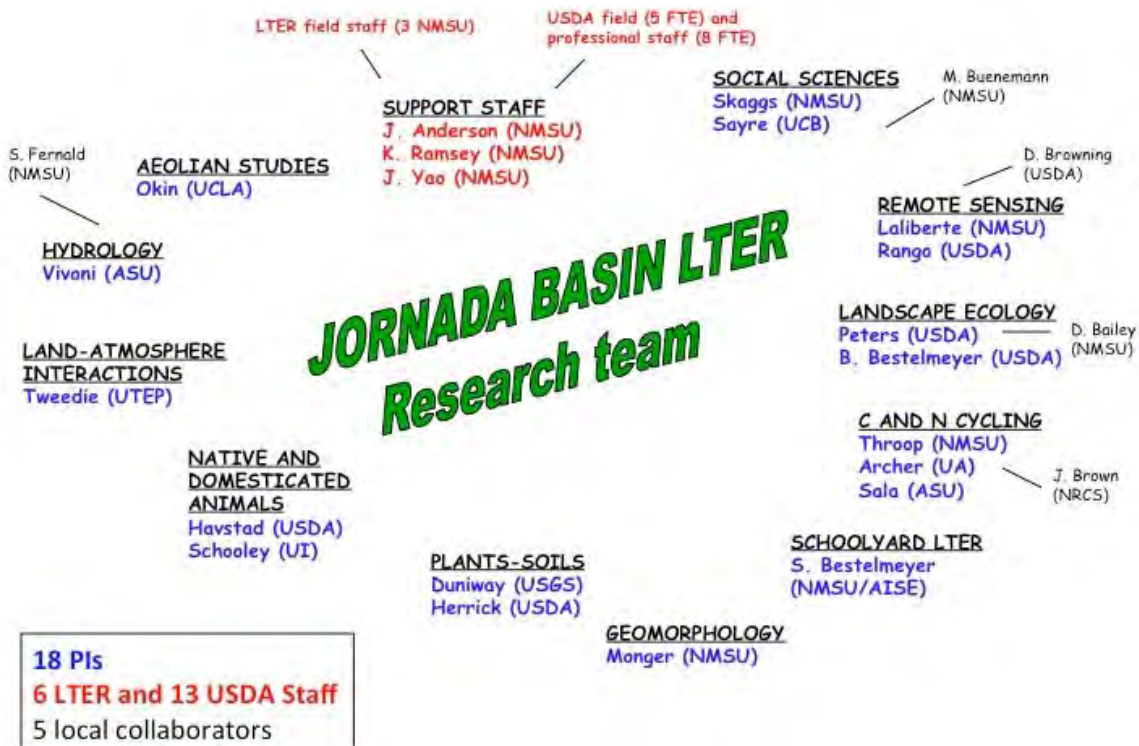 LTER field staff (3 NMSU)
USDA field (5 FTE) and
professional staff (8 FTE)
SUPPORT STAFF
J. Anderson (NMSU)
K. Ramsey (NMSU)
J. Yao (NMSU)
SOCIAL SCIENCES
Skaggs (NMSU)
Sayre (UCB)
M. Buenemann
(NMSU)
S. Fernald
(NMSU)
AEOLIAN STUDIES
Okin (UCLA)
D. Browning
(USDA)
REMOTE SENSING
Laliberte (NMSU)
Rango (USDA)
HYDROLOGY
Vivoni (ASU)
JORNADA BASIN LTER
Research team
LANDSCAPE ECOLOGY
Peters (USDA)
B. Bestelmeyer (USDA)
D. Bailey
(NMSU)
LAND-ATMOSPHERE
INTERACTIONS
Tweedie (UTEP)
C AND N CYCLING
Throop (NMSU)
Archer (UA)
Sala (ASU)
J. Brown
(NRCS)
NATIVE AND
DOMESTICATED
ANIMALS
Havstad (USDA)
Schooley (UI)
SCHOOLYARD LTER
S. Bestelmeyer
(NMSU/AISE)
PLANTS-SOILS
Duniway (USGS)
Herrick (USDA)
GEOMORPHOLOGY
Monger (NMSU)
18 PIs
6 LTER and 13 USDA Staff
5 local collaborators